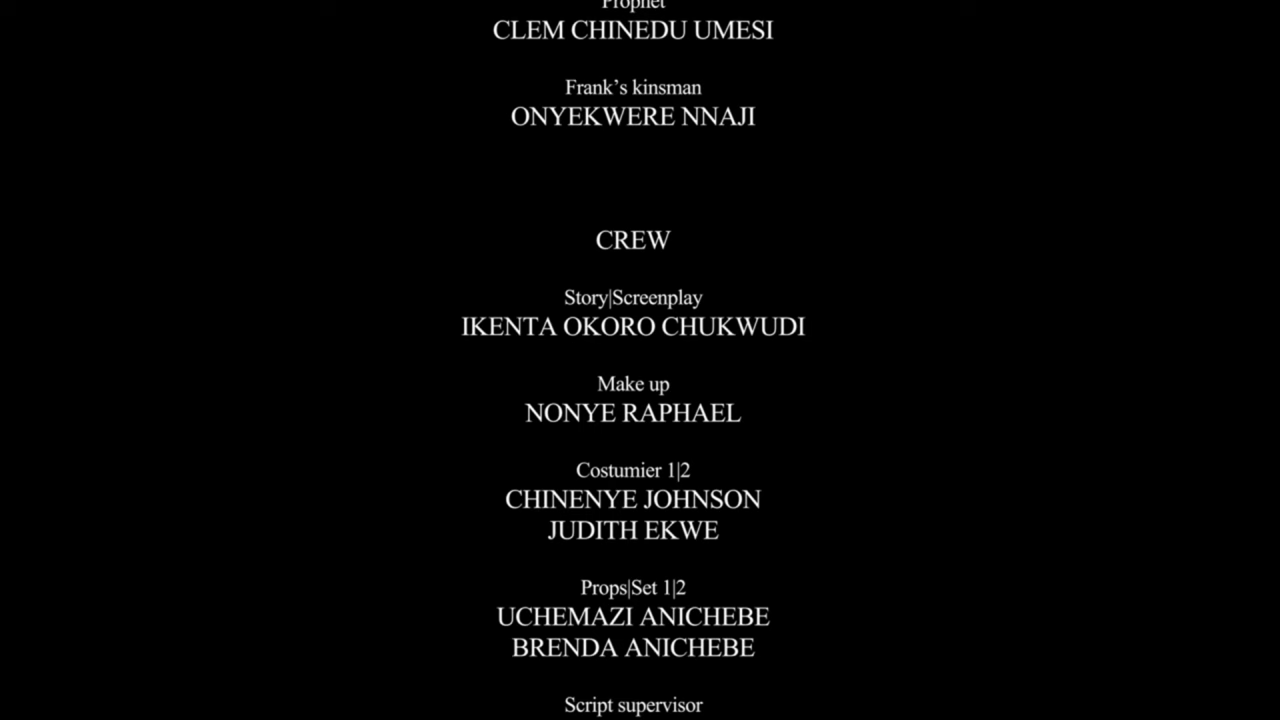 Prophet
CLEM CHINEDU UMESI
Frank’s kinsman
ONYEKWERE NNAJI
CREW
Story|Screenplay
IKENTA OKORO CHUKWUDI
Make up
NONYE RAPHAEL
Costumier 1|2
CHINENYE JOHNSON
JUDITH EKWE
Props|Set 1|2
UCHEMAZI ANICHEBE
BRENDA ANICHEBE
Script supervisor